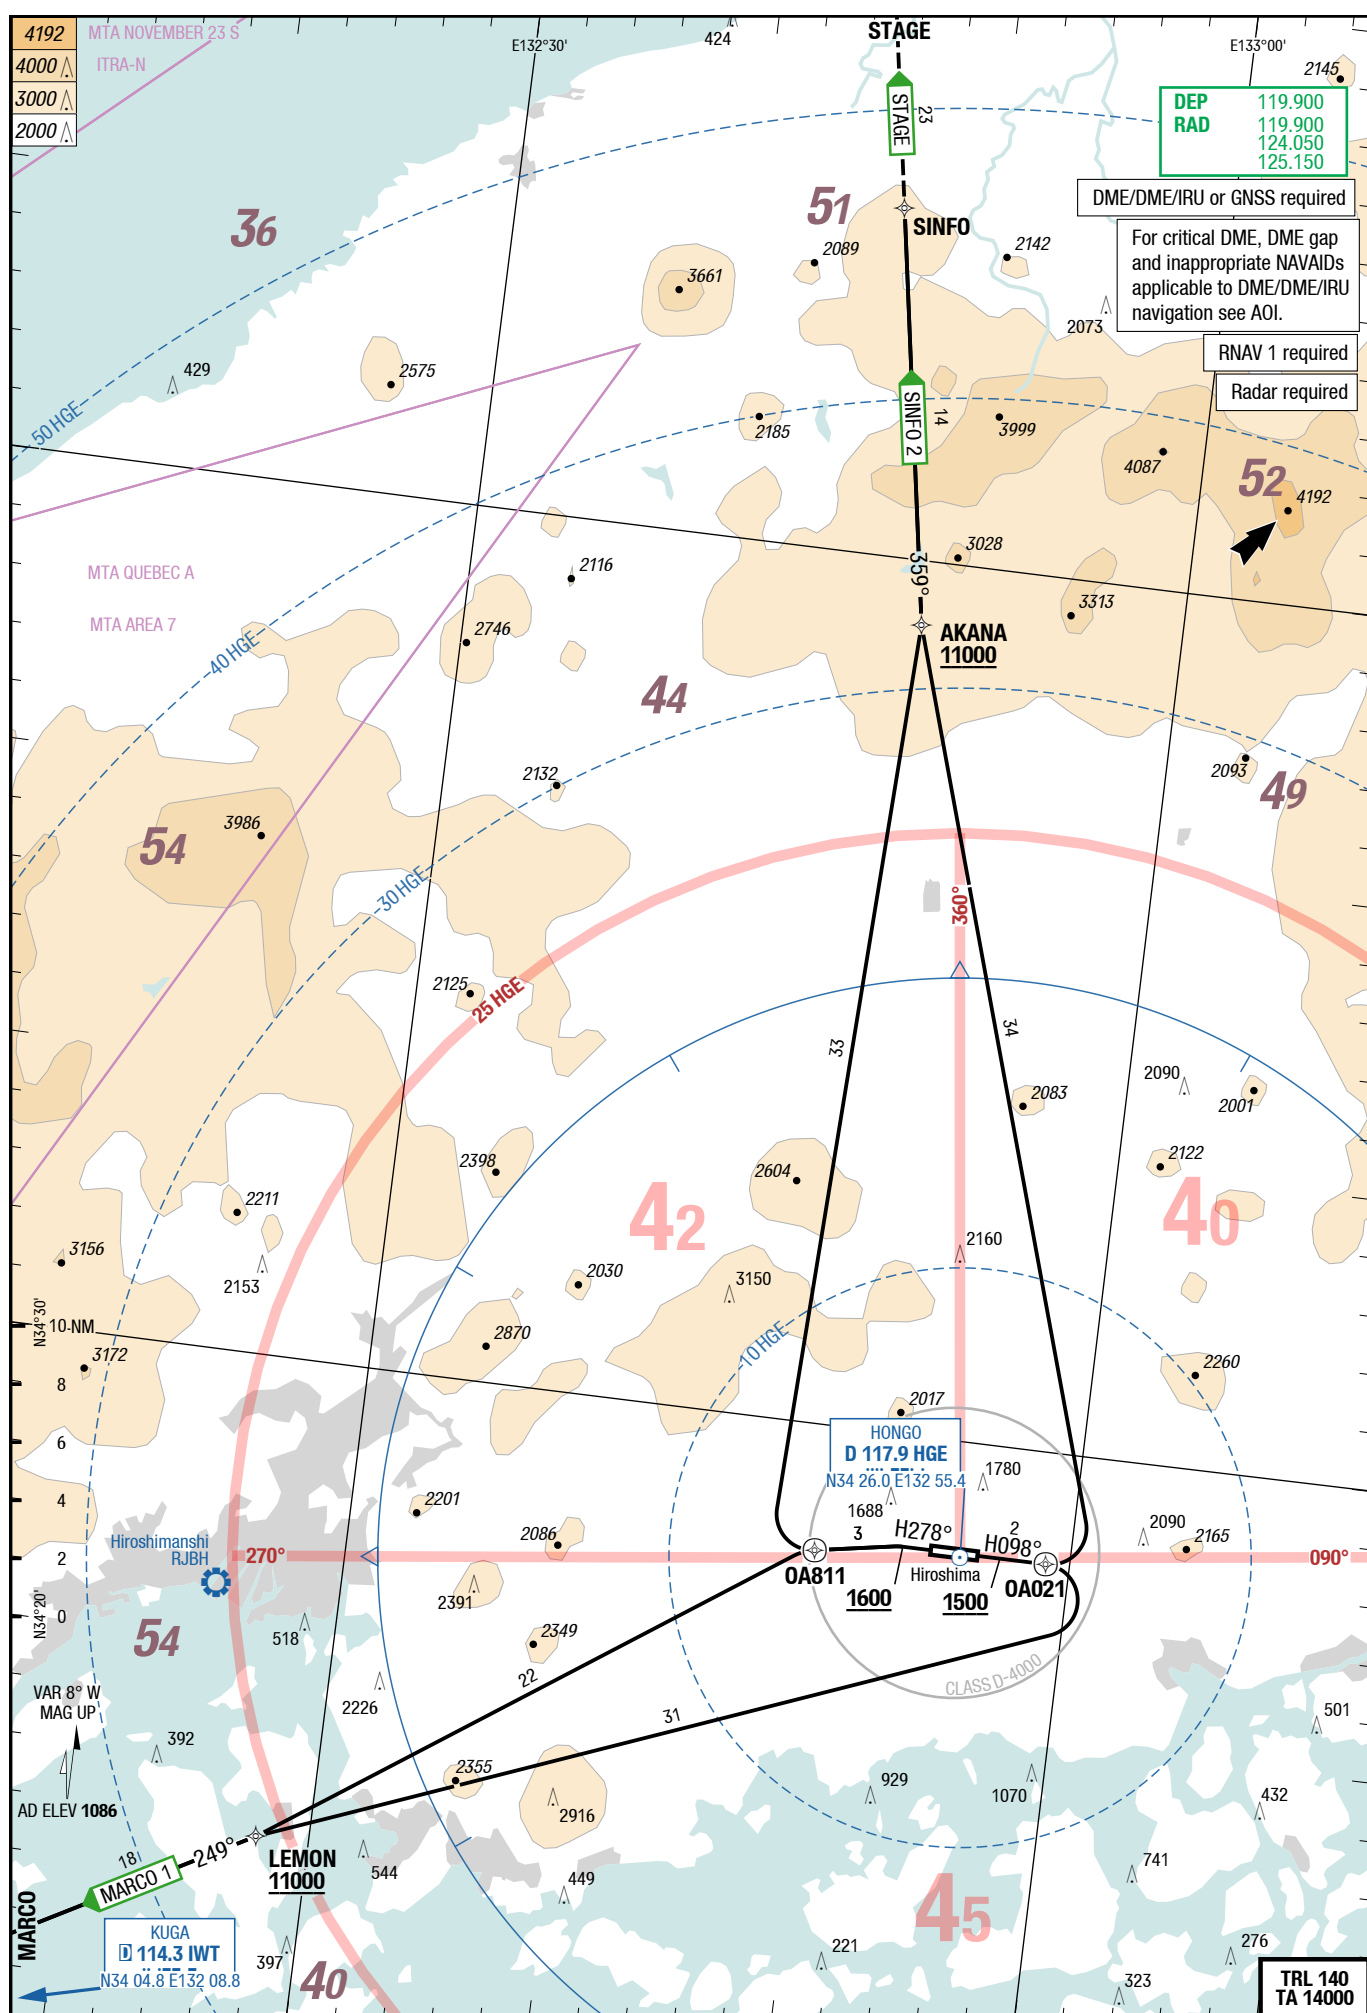 4192
4000
3000
2000
MTA NOVEMBER 23 S
ITRA-N
E132°30'
424
STAGE
E133°00'
2145
DEP 119.900
RAD 119.900
124.050
125.150
STAGE
23
DME/DME/IRU or GNSS required
For critical DME, DME gap
and inappropriate NAVAIDs
applicable to DME/DME/IRU
navigation see AOI.
RNAV 1 required
Radar required
36
51
SINFO
2089
2142
3661
2073
429
2575
50 HGE
2185
SINFO 2
14
3999
4087
52
4192
359°
3028
2116
3313
MTA QUEBEC A
MTA AREA 7
2746
40 HGE
AKANA
11000
44
2132
2093
49
3986
54
30 HGE
360°
2125
25 HGE
33
34
2083
2090
2001
2398
2604
2122
2211
42
40
3156
2153
2160
2030
3150
N34°30'
10 NM
2870
10 HGE
3172
8
2260
2017
6
HONGO
D 117.9 HGE
N34 26.0 E132 55.4
1780
4
2201
1688
2086
3
H278°
2
H098°
2090
2165
Hiroshimanshi
RJBH
2
270°
090°
OA811
Hiroshima
OA021
2391
1600
1500
N34°20'
0
54
518
2349
22
CLASS D-4000
VAR 8° W
MAG UP
2226
31
501
392
2355
929
1070
432
AD ELEV 1086
2916
18
249°
LEMON
11000
544
MARCO 1
449
741
MARCO
45
KUGA
D 114.3 IWT
N34 04.8 E132 08.8
397
40
221
276
323
TRL 140
TA 14000